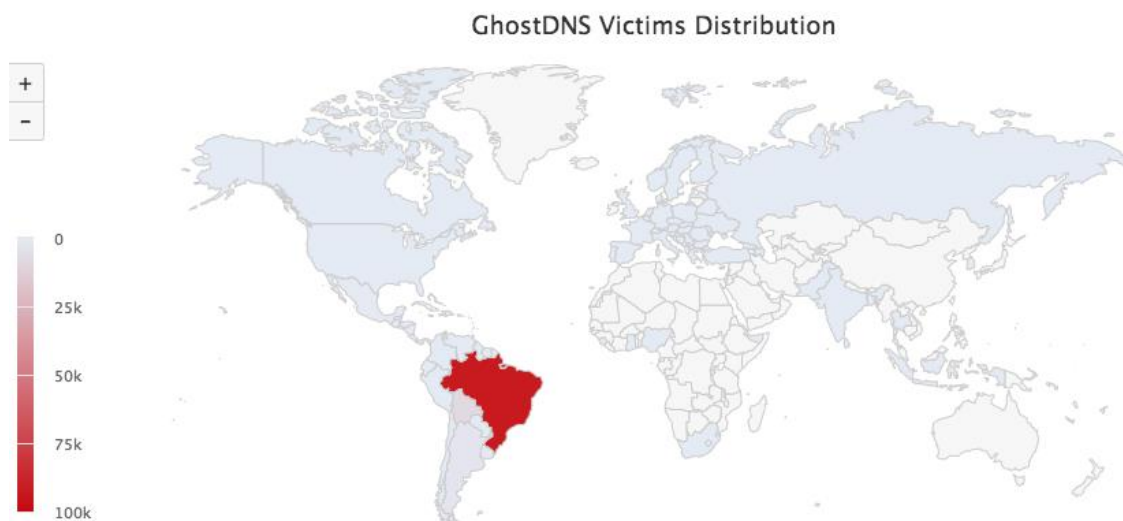 GhostDNS Victims Distribution
+
–
0
25k
50k
75k
100k